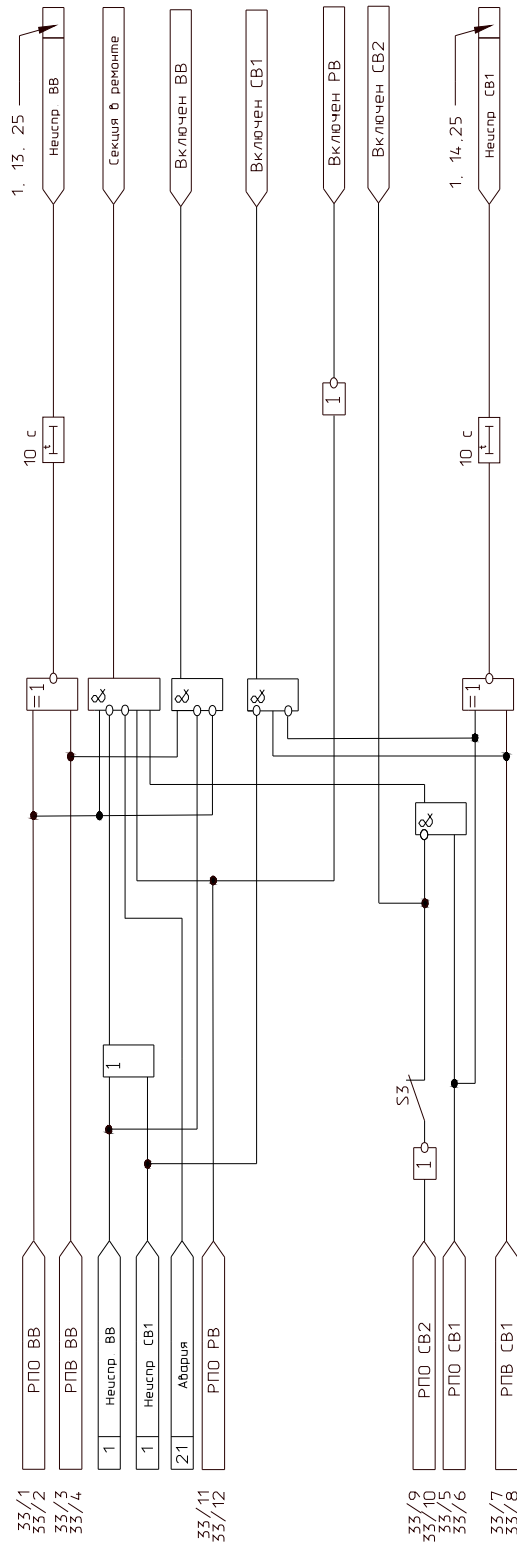 1. 13. 25
Неиспр. ВВ
Секция в ремонте
Включен ВВ
Включен СВ1
Включен РВ
Включен СВ2
1. 14.25
Неиспр СВ1
10 с
t
1
10 с
t
=1
&
&
&
=1
&
1
S3
1
РПО ВВ
РПВ ВВ
Неиспр. ВВ
1
Неиспр СВ1
1
Авария
21
РПО РВ
РПО СВ2
РПО СВ1
РПВ СВ1
33/1
33/2
33/3
33/4
33/11
33/12
33/9
33/10
33/5
33/6
33/7
33/8